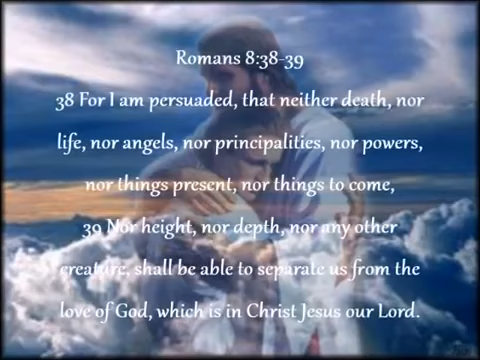 Romans 8:38-39
38 For I am persuaded, that neither death, nor
life, nor angels, nor principalities, nor powers,
nor things present, nor things to come,
39 Nor height, nor depth, nor any other
creature, shall be able to separate us from the
love of God, which is in Christ Jesus our Lord.